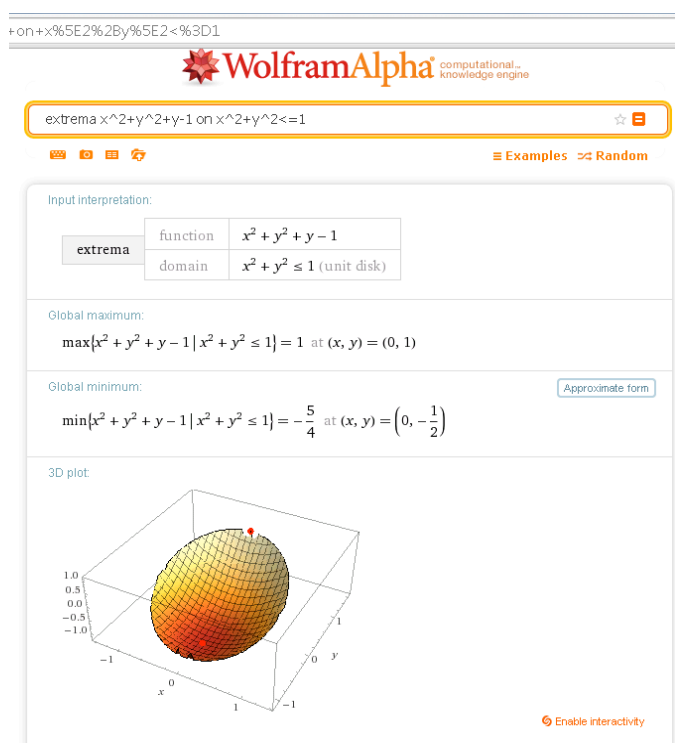 +on+x%5E2%2By%5E2<%3D1
WolframAlpha computational... knowledge engine
extrema x^2+y^2+y-1 on x^2+y^2<=1
Examples Random
Input interpretation:
extrema
function x² + y² + y − 1
domain x² + y² ≤ 1 (unit disk)
Global maximum:
max{x² + y² + y − 1 | x² + y² ≤ 1} = 1 at (x, y) = (0, 1)
Global minimum:
Approximate form
min{x² + y² + y − 1 | x² + y² ≤ 1} = −5/4 at (x, y) = (0, −1/2)
3D plot:
1.0
0.5
0.0
−0.5
−1.0
−1
0
x
1
−1
0
y
1
Enable interactivity